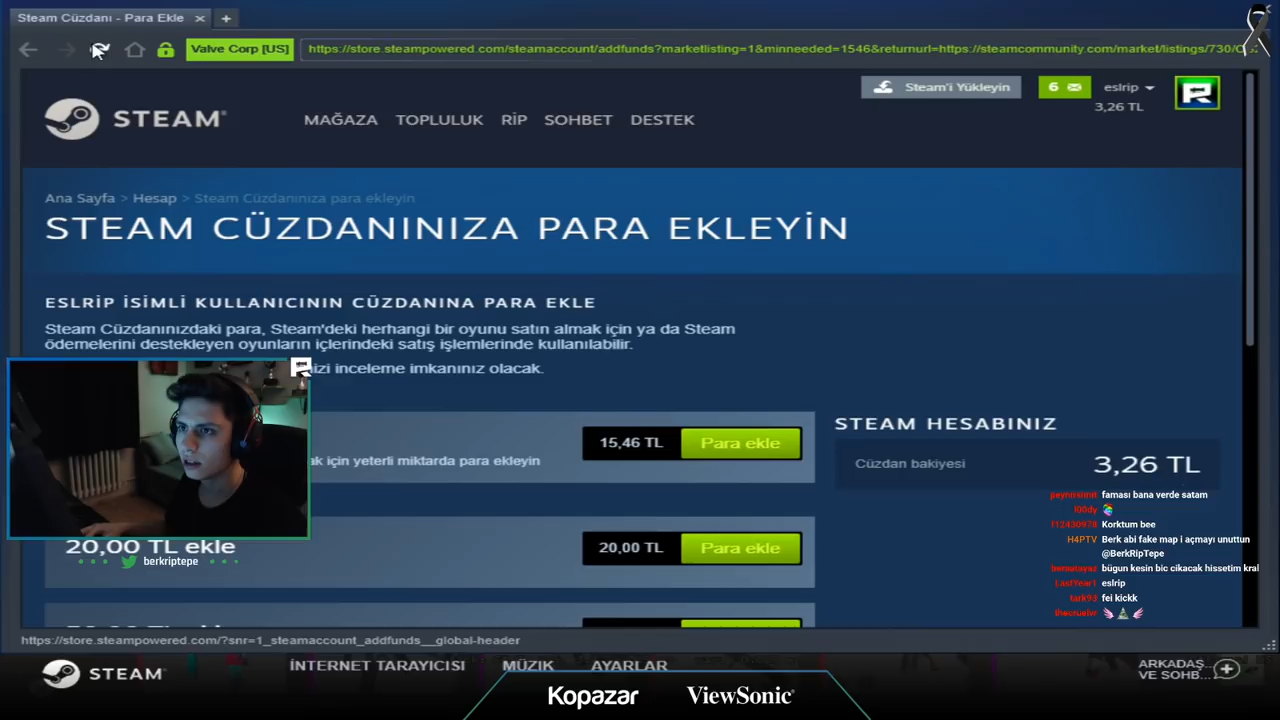 Steam Cüzdanı - Para Ekle
Valve Corp [US]
https://store.steampowered.com/steamaccount/addfunds?marketlisting=1&minneeded=1546&returnurl=https://steamcommunity.com/market/listings/730/
Steam'i Yükleyin
6
eslrip
3,26 TL
STEAM
MAĞAZA TOPLULUK RİP SOHBET DESTEK
Ana Sayfa > Hesap > Steam Cüzdanınıza para ekleyin
STEAM CÜZDANINIZA PARA EKLEYİN
ESLRİP İSİMLİ KULLANICININ CÜZDANINA PARA EKLE
Steam Cüzdanınızdaki para, Steam'deki herhangi bir oyunu satın almak için ya da Steam
ödemelerini destekleyen oyunların içlerindeki satış işlemlerinde kullanılabilir.
izi inceleme imkanınız olacak.
15,46 TL Para ekle
ak için yeterli miktarda para ekleyin
20,00 TL ekle
20,00 TL Para ekle
berkriptepe
STEAM HESABINIZ
Cüzdan bakiyesi 3,26 TL
faması bana verde satam
l00dy
Korktum bee
H4PTV Berk abi fake map i açmayı unuttun
@BerkRipTepe
bügun kesin bic cikacak hissetim kral
LastYear1 eslrip
tark93 fei kickk
https://store.steampowered.com/?snr=1_steamaccount_addfunds__global-header
STEAM
İNTERNET TARAYICISI MÜZIK AYARLAR
ARKADAŞ...
VE SOHB...
Kopazar ViewSonic